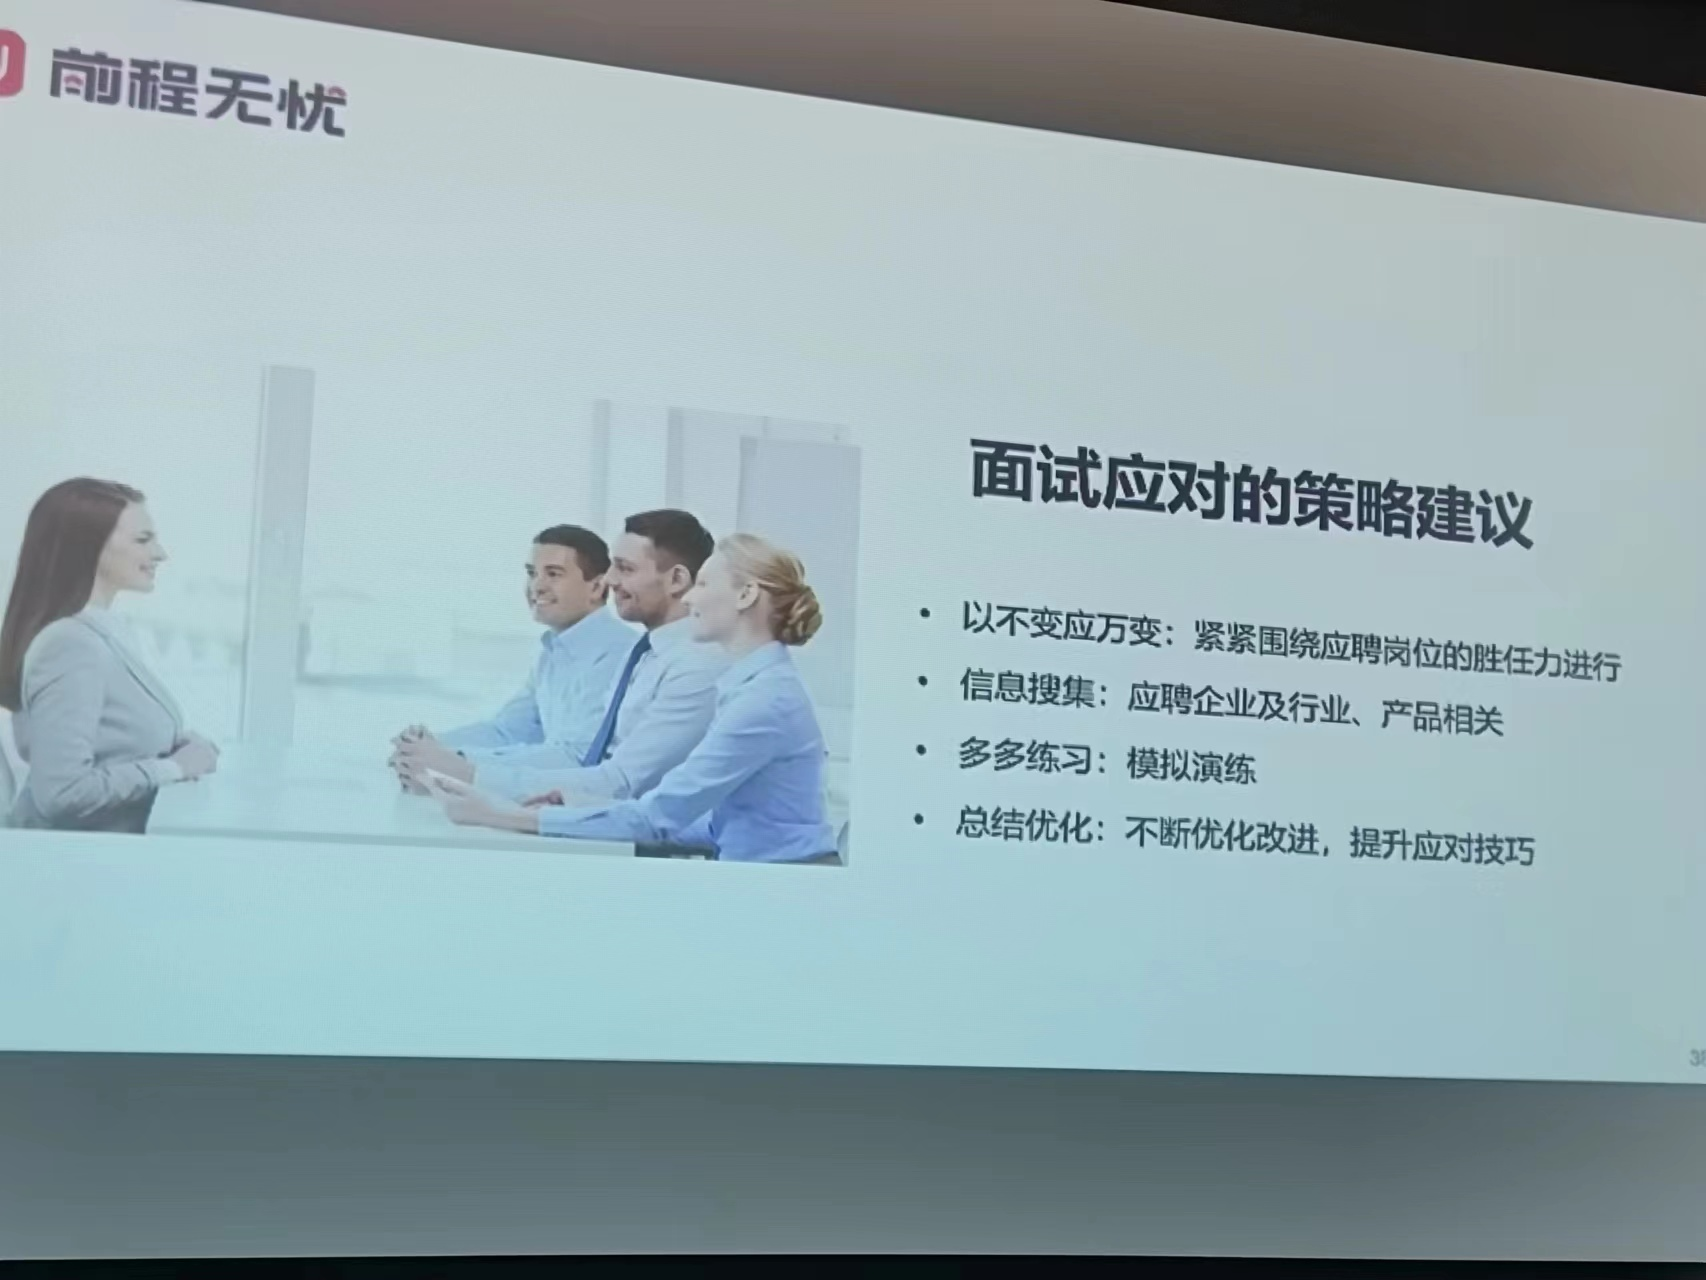 前程无忧
面试应对的策略建议
• 以不变应万变：紧紧围绕应聘岗位的胜任力进行
• 信息搜集：应聘企业及行业、产品相关
• 多多练习：模拟演练
• 总结优化：不断优化改进，提升应对技巧